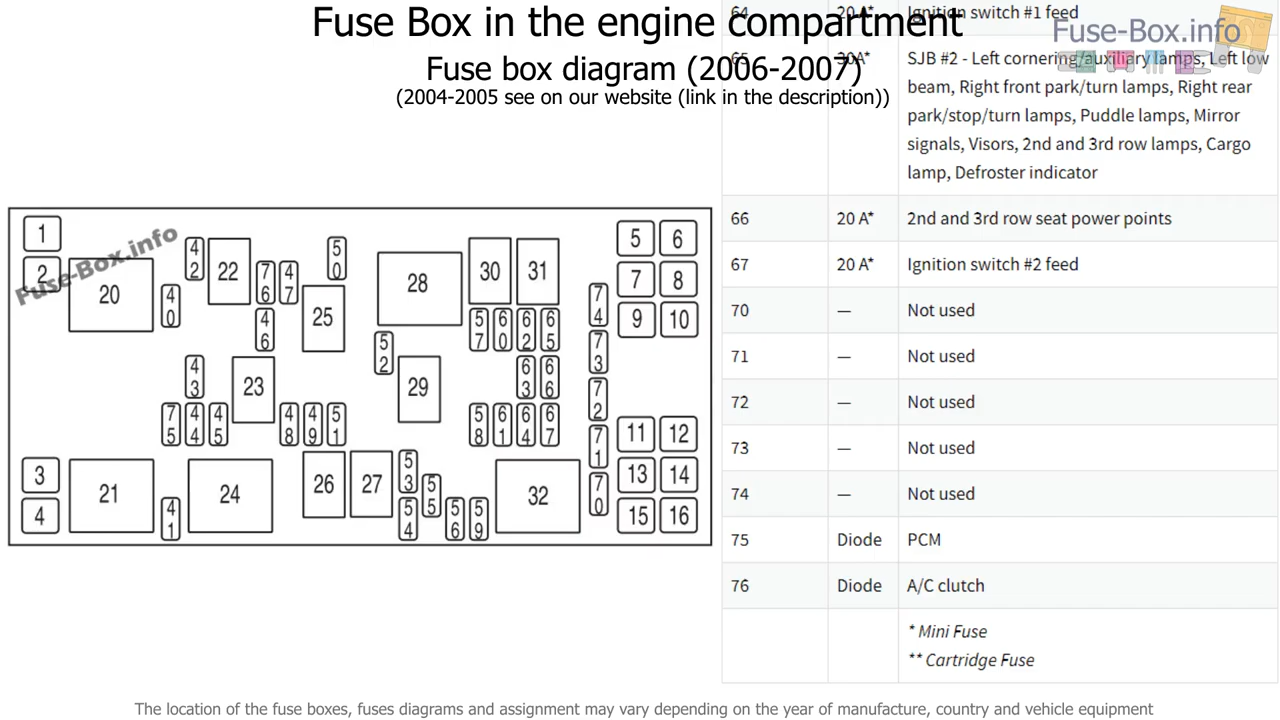 Fuse Box in the engine compartment
Fuse box diagram (2006-2007)
(2004-2005 see on our website (link in the description))
Fuse-Box.info
64 20 A* Ignition switch #1 feed
65 30A* SJB #2 - Left cornering/auxiliary lamps, Left low
beam, Right front park/turn lamps, Right rear
park/stop/turn lamps, Puddle lamps, Mirror
signals, Visors, 2nd and 3rd row lamps, Cargo
lamp, Defroster indicator
66 20 A* 2nd and 3rd row seat power points
67 20 A* Ignition switch #2 feed
70 — Not used
71 — Not used
72 — Not used
73 — Not used
74 — Not used
75 Diode PCM
76 Diode A/C clutch
* Mini Fuse
** Cartridge Fuse
Fuse-Box.info
1 42 22 50 30 31 5 6
2 20 40 76 47 28 7 8
25 74 9 10
46 57 60 62 65
52 73
43 23 29 63 66 72
75 44 45 48 49 51 58 61 64 67 71 11 12
3 21 24 26 27 53 55 32 70 13 14
4 41 54 56 59 15 16
The location of the fuse boxes, fuses diagrams and assignment may vary depending on the year of manufacture, country and vehicle equipment